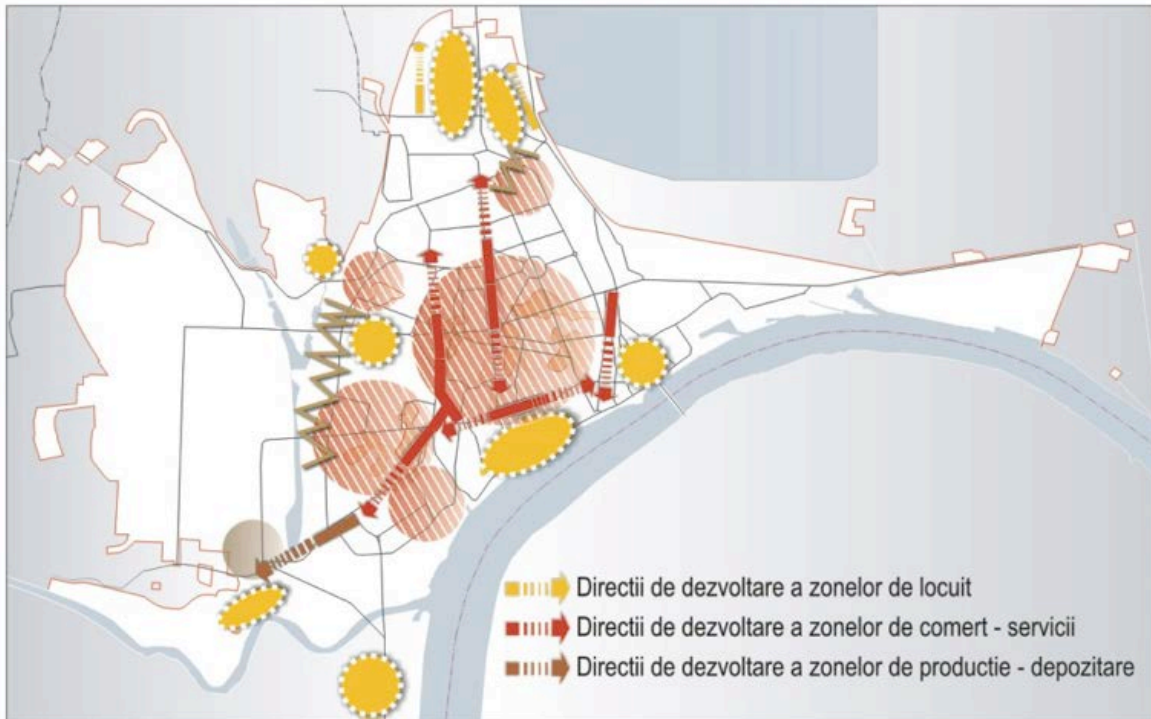 Directii de dezvoltare a zonelor de locuit
Directii de dezvoltare a zonelor de comert - servicii
Directii de dezvoltare a zonelor de productie - depozitare